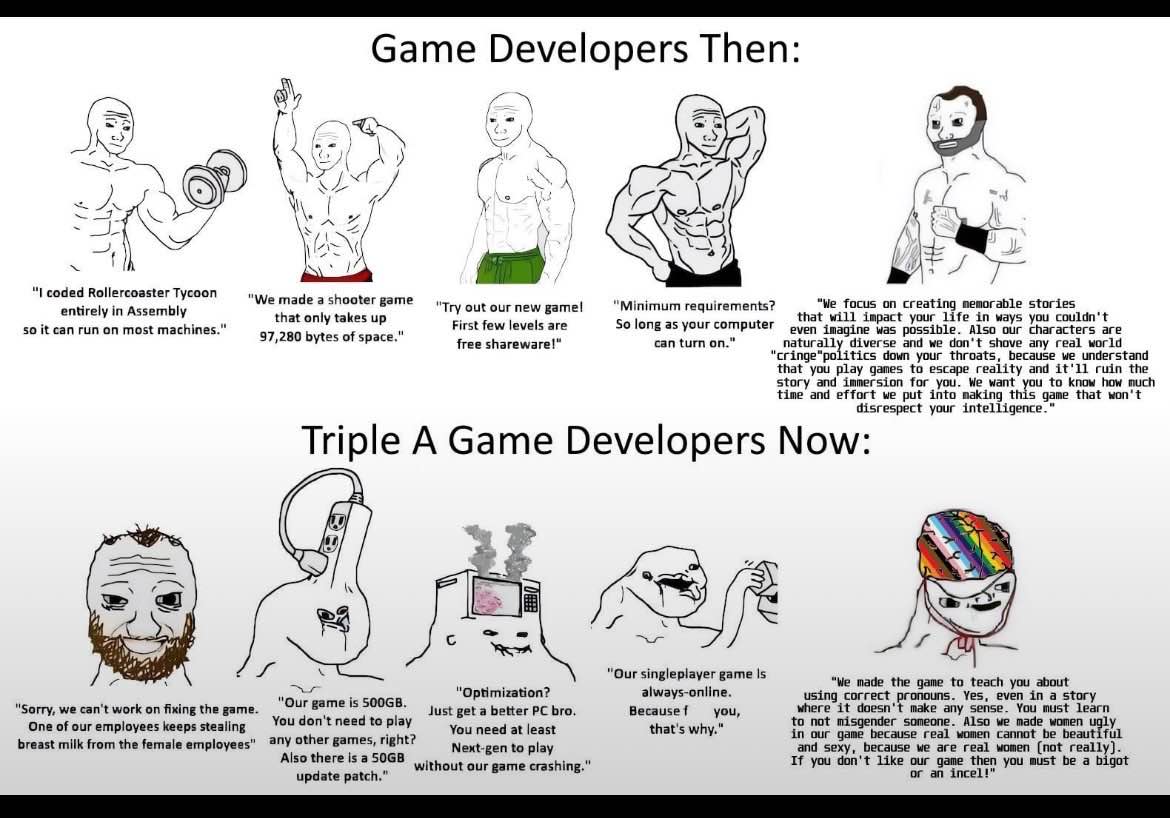 Game Developers Then:
"I coded Rollercoaster Tycoon
entirely in Assembly
so it can run on most machines."
"We made a shooter game
that only takes up
97,280 bytes of space."
"Try out our new game!
First few levels are
free shareware!"
"Minimum requirements?
So long as your computer
can turn on."
"We focus on creating memorable stories
that will impact your life in ways you couldn't
even imagine was possible. Also our characters are
naturally diverse and we don't shove any real world
"cringe"politics down your throats, because we understand
that you play games to escape reality and it'll ruin the
story and immersion for you. We want you to know how much
time and effort we put into making this game that won't
disrespect your intelligence."
Triple A Game Developers Now:
"Sorry, we can't work on fixing the game.
One of our employees keeps stealing
breast milk from the female employees"
"Our game is 500GB.
You don't need to play
any other games, right?
Also there is a 50GB
update patch."
"Optimization?
Just get a better PC bro.
You need at least
Next-gen to play
without our game crashing."
"Our singleplayer game is
always-online.
Because f you,
that's why."
"We made the game to teach you about
using correct pronouns. Yes, even in a story
where it doesn't make any sense. You must learn
to not misgender someone. Also we made women ugly
in our game because real women cannot be beautiful
and sexy, because we are real women (not really).
If you don't like our game then you must be a bigot
or an incel!"